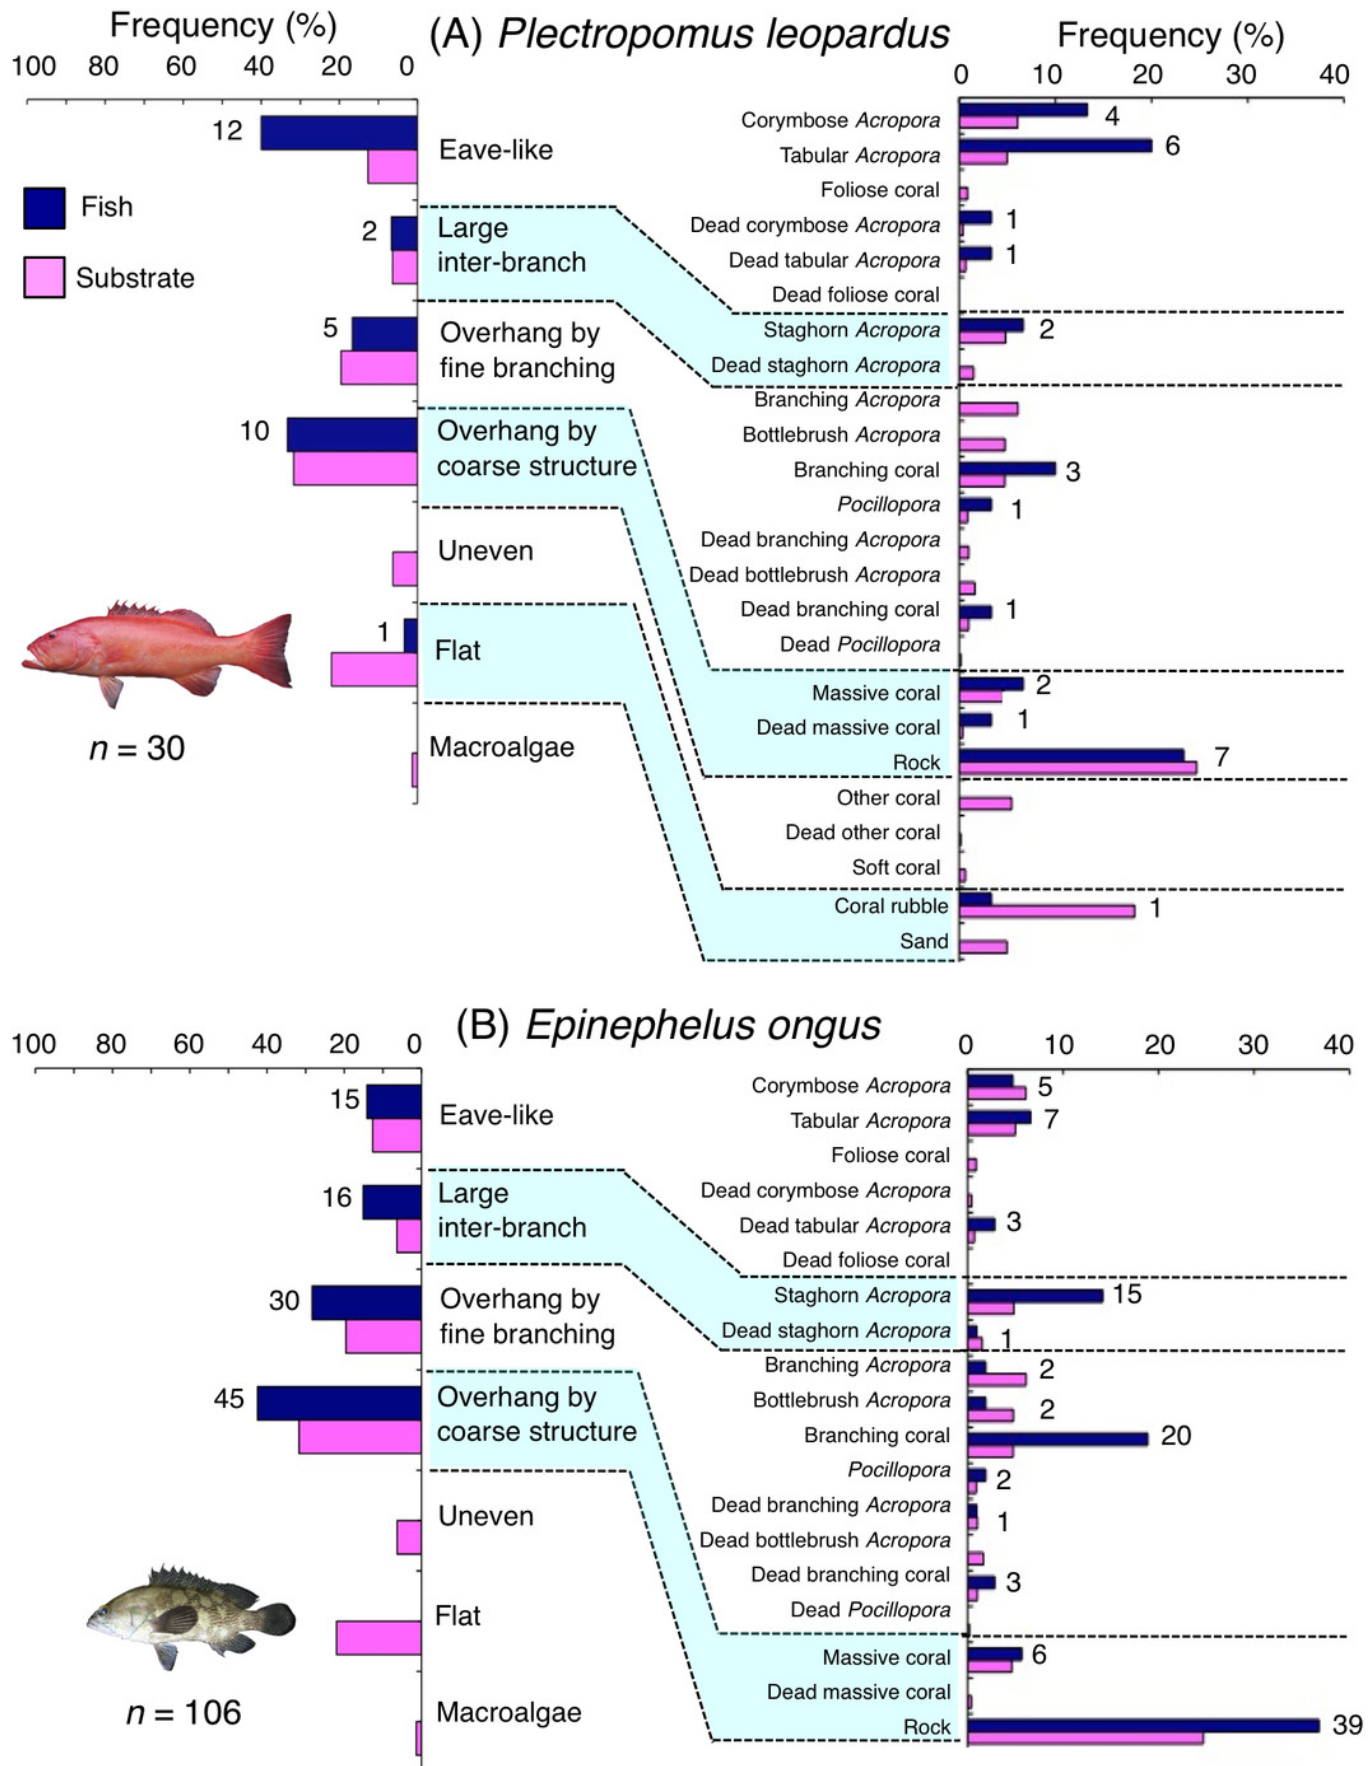 Frequency (%)
(A) Plectropomus leopardus
Frequency (%)
100 80 60 40 20 0
0 10 20 30 40
Fish
Substrate
12
Eave-like
2
Large
inter-branch
5
Overhang by
fine branching
10
Overhang by
coarse structure
Uneven
1
Flat
Macroalgae
n = 30
Corymbose Acropora 4
Tabular Acropora 6
Foliose coral
Dead corymbose Acropora 1
Dead tabular Acropora 1
Dead foliose coral
Staghorn Acropora 2
Dead staghorn Acropora
Branching Acropora
Bottlebrush Acropora
Branching coral 3
Pocillopora 1
Dead branching Acropora
Dead bottlebrush Acropora
Dead branching coral 1
Dead Pocillopora
Massive coral 2
Dead massive coral 1
Rock 7
Other coral
Dead other coral
Soft coral
Coral rubble 1
Sand
(B) Epinephelus ongus
100 80 60 40 20 0
0 10 20 30 40
15
Eave-like
16
Large
inter-branch
30
Overhang by
fine branching
45
Overhang by
coarse structure
Uneven
Flat
Macroalgae
n = 106
Corymbose Acropora 5
Tabular Acropora 7
Foliose coral
Dead corymbose Acropora
Dead tabular Acropora 3
Dead foliose coral
Staghorn Acropora 15
Dead staghorn Acropora 1
Branching Acropora 2
Bottlebrush Acropora 2
Branching coral 20
Pocillopora 2
Dead branching Acropora 1
Dead bottlebrush Acropora
Dead branching coral 3
Dead Pocillopora
Massive coral 6
Dead massive coral
Rock 39